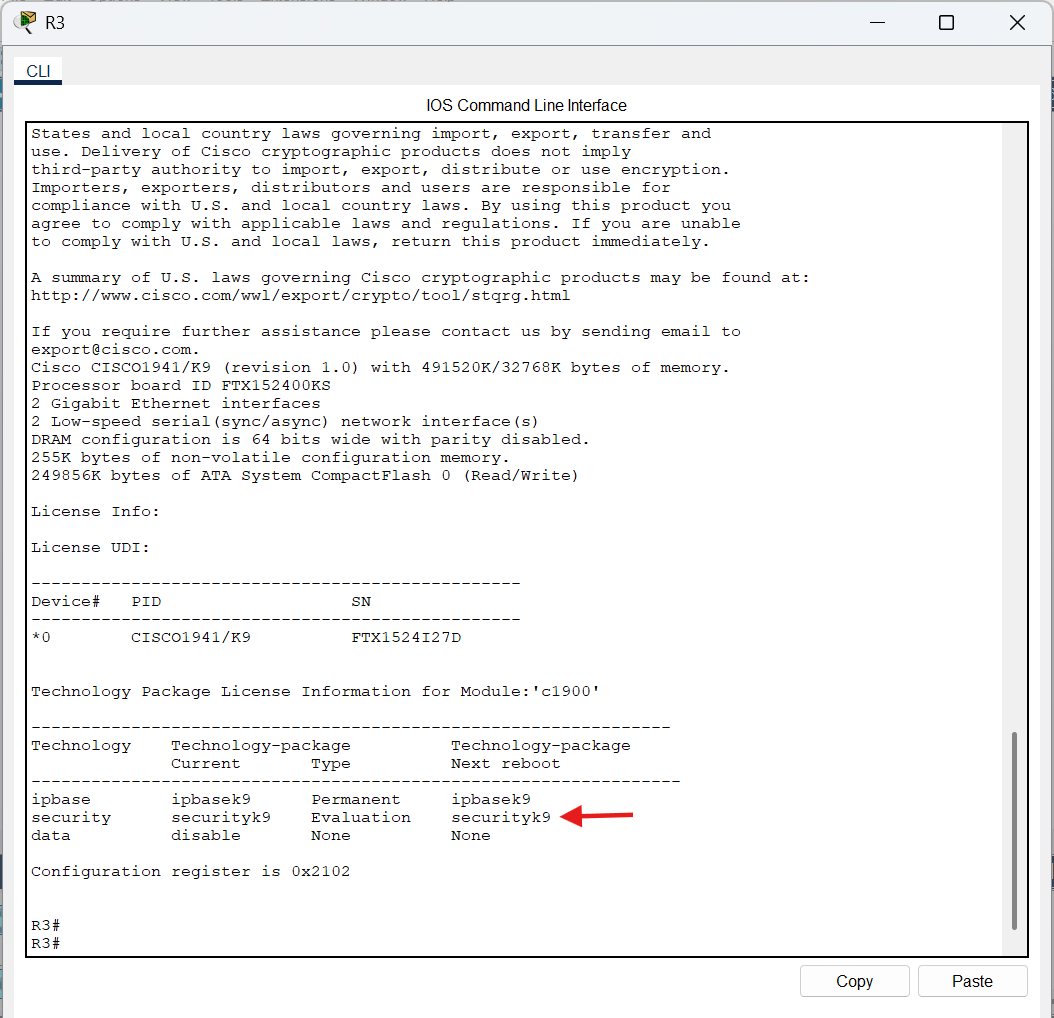 R3
CLI
IOS Command Line Interface
States and local country laws governing import, export, transfer and
use. Delivery of Cisco cryptographic products does not imply
third-party authority to import, export, distribute or use encryption.
Importers, exporters, distributors and users are responsible for
compliance with U.S. and local country laws. By using this product you
agree to comply with applicable laws and regulations. If you are unable
to comply with U.S. and local laws, return this product immediately.
A summary of U.S. laws governing Cisco cryptographic products may be found at:
http://www.cisco.com/wwl/export/crypto/tool/stqrg.html
If you require further assistance please contact us by sending email to
export@cisco.com.
Cisco CISCO1941/K9 (revision 1.0) with 491520K/32768K bytes of memory.
Processor board ID FTX152400KS
2 Gigabit Ethernet interfaces
2 Low-speed serial(sync/async) network interface(s)
DRAM configuration is 64 bits wide with parity disabled.
255K bytes of non-volatile configuration memory.
249856K bytes of ATA System CompactFlash 0 (Read/Write)
License Info:
License UDI:
-------------------------------------------------
Device#   PID                   SN
-------------------------------------------------
*0        CISCO1941/K9          FTX1524I27D
Technology Package License Information for Module:'c1900'
----------------------------------------------------------------
Technology    Technology-package          Technology-package
              Current       Type          Next reboot
-----------------------------------------------------------------
ipbase        ipbasek9      Permanent     ipbasek9
security      securityk9    Evaluation    securityk9
data          disable       None          None
Configuration register is 0x2102
R3#
R3#
Copy Paste